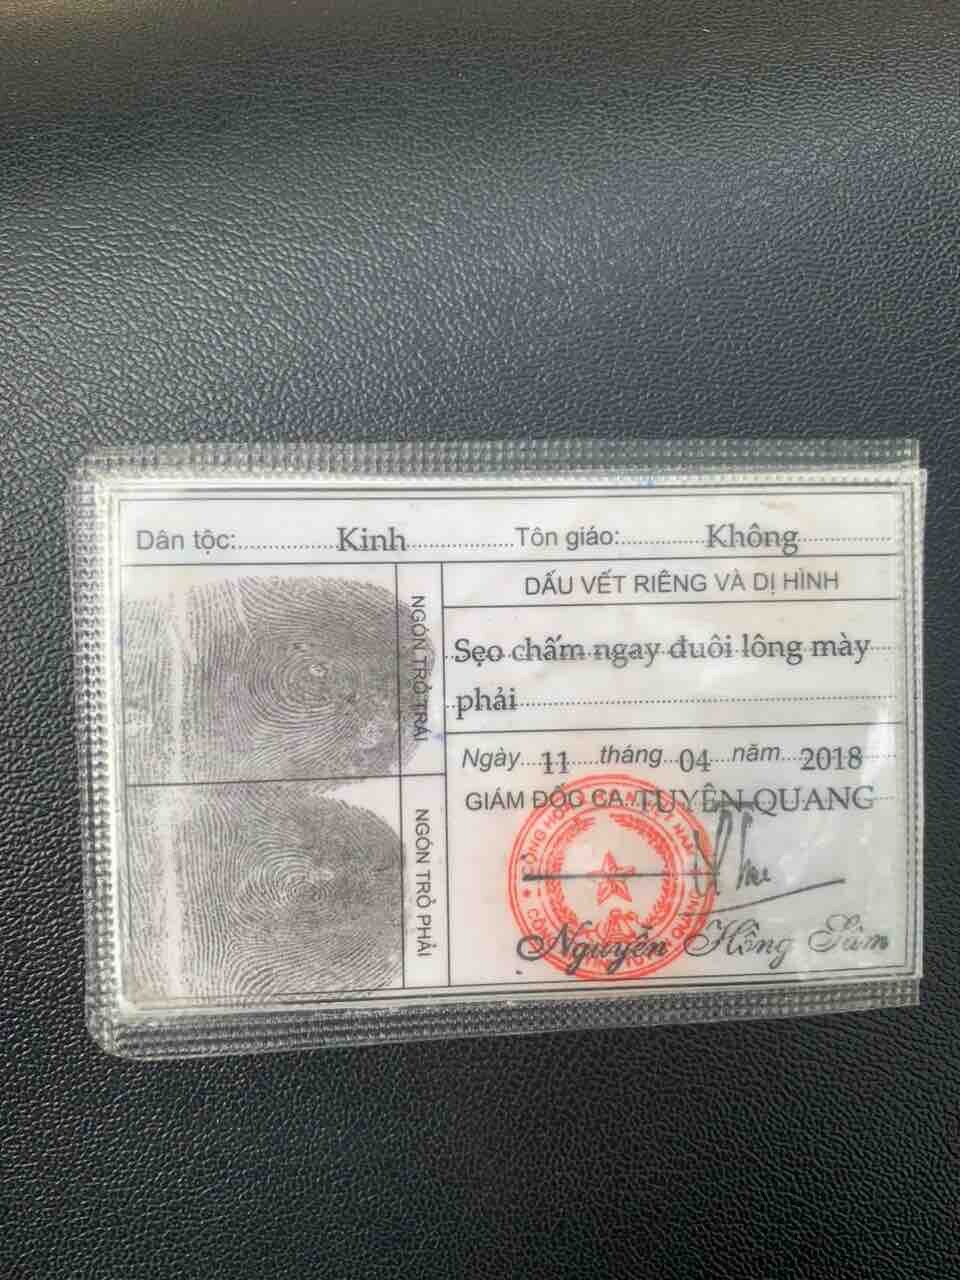 Dân tộc: Kinh Tôn giáo: Không
NGÓN TRỎ TRÁI
NGÓN TRỎ PHẢI
DẤU VẾT RIÊNG VÀ DỊ HÌNH
Sẹo chấm ngay đuôi lông mày
phải
Ngày 11 tháng 04 năm 2018
GIÁM ĐỐC CA. TUYÊN QUANG
CỘNG HÒA
Nguyễn Hồng